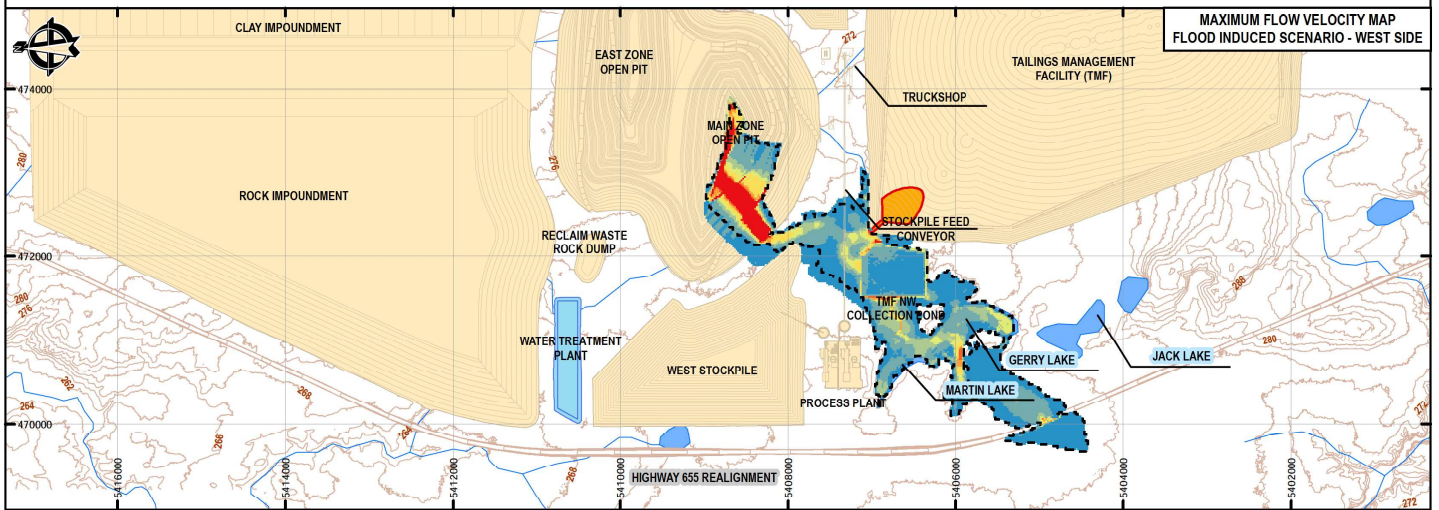 MAXIMUM FLOW VELOCITY MAP
FLOOD INDUCED SCENARIO - WEST SIDE
CLAY IMPOUNDMENT
272
EAST ZONE
OPEN PIT
TAILINGS MANAGEMENT
FACILITY (TMF)
474000
TRUCKSHOP
MAIN ZONE
OPEN PIT
280
276
ROCK IMPOUNDMENT
STOCKPILE FEED
CONVEYOR
RECLAIM WASTE
ROCK DUMP
472000
288
280
276
TMF NW
COLLECTION POND
WATER TREATMENT
PLANT
280
GERRY LAKE
JACK LAKE
WEST STOCKPILE
262
268
MARTIN LAKE
PROCESS PLANT
264
272
470000
264
266
268
HIGHWAY 655 REALIGNMENT
5416000
5414000
5412000
5410000
5408000
5406000
5404000
5402000
272